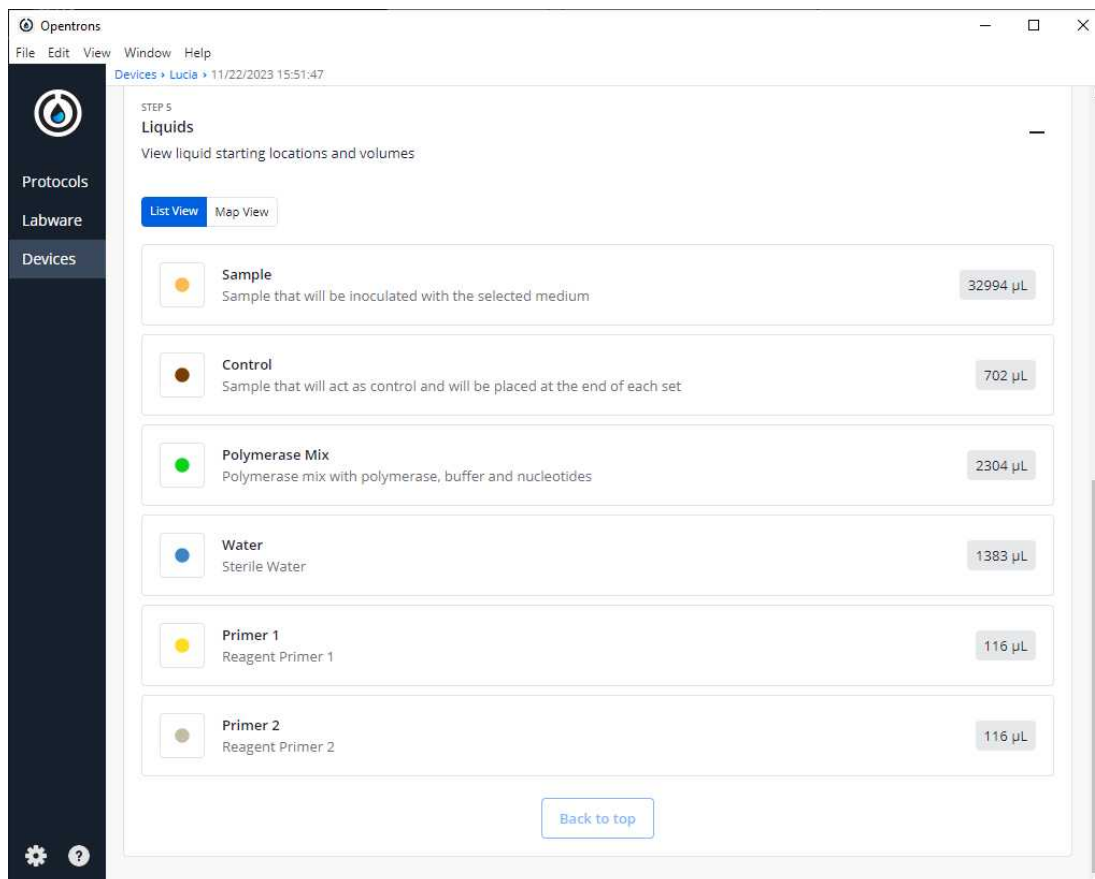 Opentrons
File Edit View Window Help
Devices › Lucia › 11/22/2023 15:51:47
Protocols
Labware
Devices
STEP 5
Liquids
View liquid starting locations and volumes
List View Map View
Sample
Sample that will be inoculated with the selected medium
32994 µL
Control
Sample that will act as control and will be placed at the end of each set
702 µL
Polymerase Mix
Polymerase mix with polymerase, buffer and nucleotides
2304 µL
Water
Sterile Water
1383 µL
Primer 1
Reagent Primer 1
116 µL
Primer 2
Reagent Primer 2
116 µL
Back to top